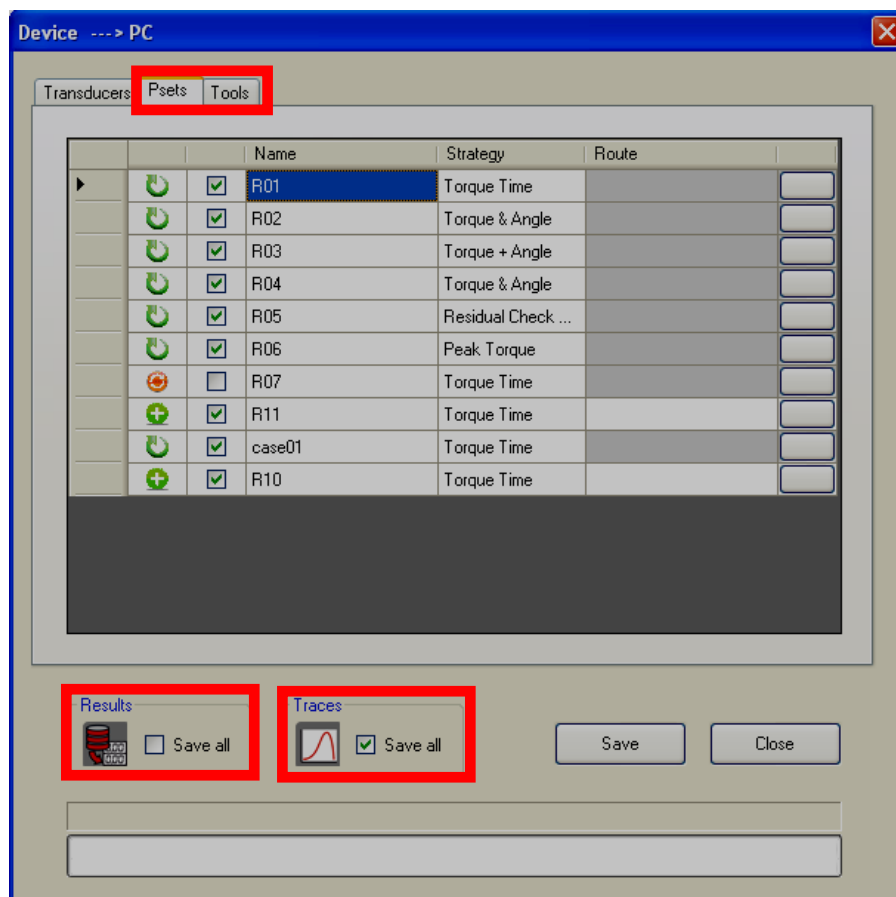 Device ---> PC
Transducers Psets Tools
Name Strategy Route
R01 Torque Time
R02 Torque & Angle
R03 Torque + Angle
R04 Torque & Angle
R05 Residual Check ...
R06 Peak Torque
R07 Torque Time
R11 Torque Time
case01 Torque Time
R10 Torque Time
Results Traces
Save all Save all Save Close